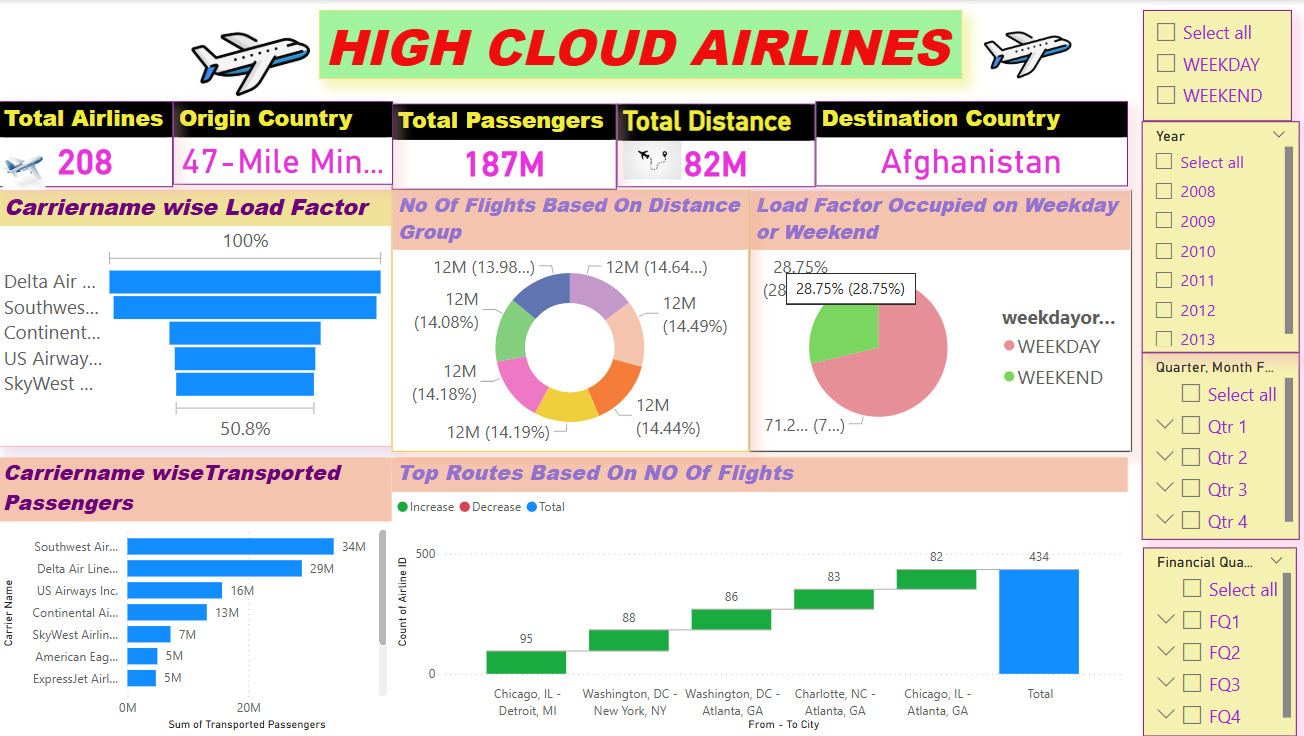 HIGH CLOUD AIRLINES
Total Airlines
208
Origin Country
47-Mile Min...
Total Passengers
187M
Total Distance
82M
Destination Country
Afghanistan
Carriername wise Load Factor
100%
Delta Air ...
Southwes...
Continent...
US Airway...
SkyWest ...
50.8%
No Of Flights Based On Distance
Group
12M (13.98...)
12M (14.64...)
12M
(14.08%)
12M
(14.49%)
12M
(14.18%)
12M
(14.44%)
12M (14.19%)
Load Factor Occupied on Weekday
or Weekend
28.75%
(28
28.75% (28.75%)
71.2... (7...)
weekdayor...
WEEKDAY
WEEKEND
Carriername wiseTransported
Passengers
Carrier Name
Southwest Air...
34M
Delta Air Line...
29M
US Airways Inc.
16M
Continental Ai...
13M
SkyWest Airlin...
7M
American Eag...
5M
ExpressJet Airl...
5M
0M
20M
Sum of Transported Passengers
Top Routes Based On NO Of Flights
Increase
Decrease
Total
Count of Airline ID
500
0
95
88
86
83
82
434
Chicago, IL -
Detroit, MI
Washington, DC -
New York, NY
Washington, DC -
Atlanta, GA
Charlotte, NC -
Atlanta, GA
Chicago, IL -
Atlanta, GA
Total
From - To City
Select all
WEEKDAY
WEEKEND
Year
Select all
2008
2009
2010
2011
2012
2013
Quarter, Month F...
Select all
Qtr 1
Qtr 2
Qtr 3
Qtr 4
Financial Qua...
Select all
FQ1
FQ2
FQ3
FQ4